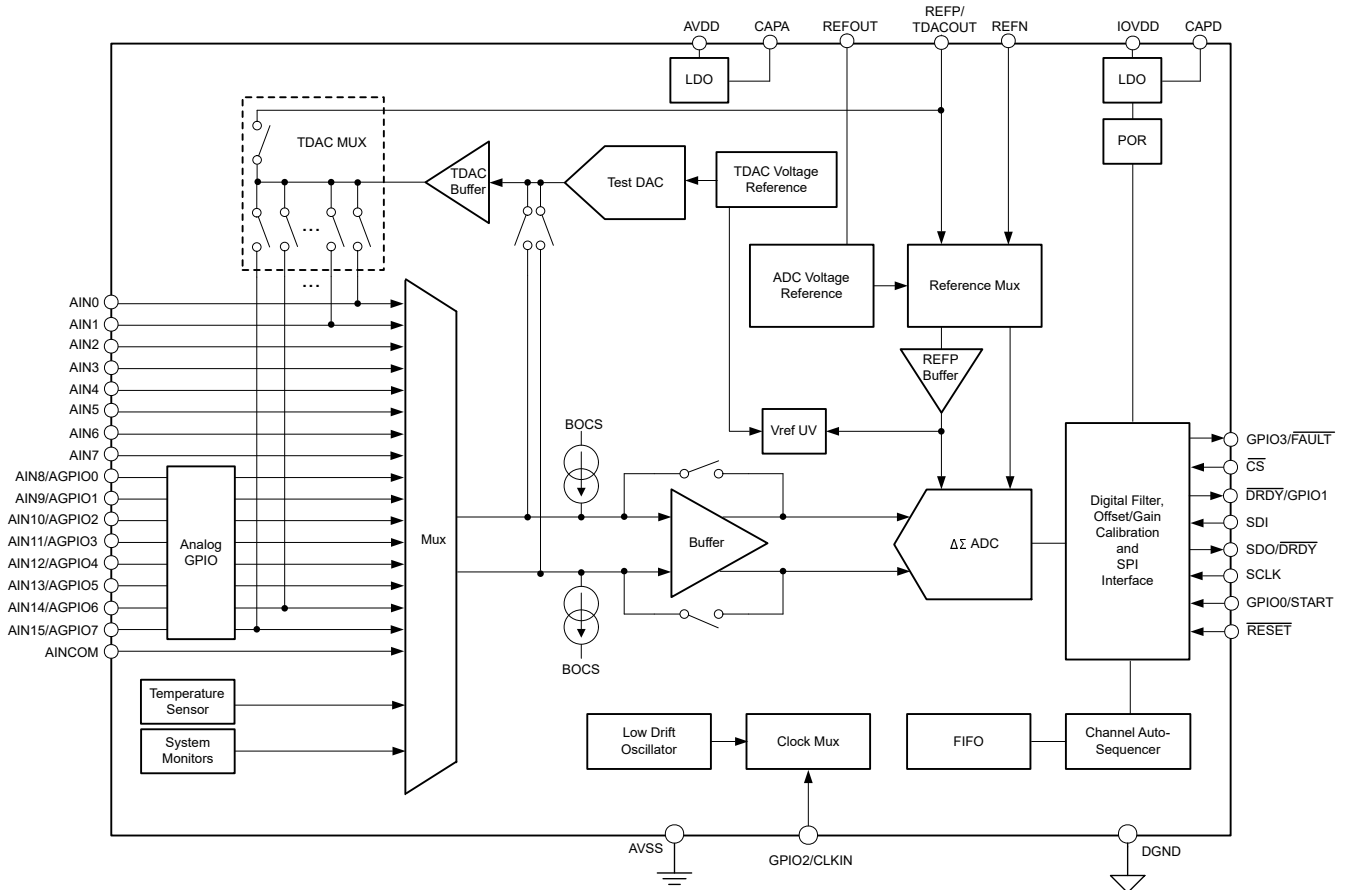 AVDD
CAPA
REFOUT
REFP/
TDACOUT
REFN
IOVDD
CAPD
LDO
LDO
POR
TDAC MUX
TDAC
Buffer
Test DAC
TDAC Voltage
Reference
...
...
ADC Voltage
Reference
Reference Mux
REFP
Buffer
Vref UV
AIN0
AIN1
AIN2
AIN3
AIN4
AIN5
AIN6
AIN7
AIN8/AGPIO0
AIN9/AGPIO1
AIN10/AGPIO2
AIN11/AGPIO3
AIN12/AGPIO4
AIN13/AGPIO5
AIN14/AGPIO6
AIN15/AGPIO7
AINCOM
Analog
GPIO
Mux
BOCS
Buffer
BOCS
ΔΣ ADC
Digital Filter,
Offset/Gain
Calibration
and
SPI
Interface
GPIO3/FAULT
CS
DRDY/GPIO1
SDI
SDO/DRDY
SCLK
GPIO0/START
RESET
Temperature
Sensor
System
Monitors
Low Drift
Oscillator
Clock Mux
FIFO
Channel Auto-
Sequencer
AVSS
GPIO2/CLKIN
DGND